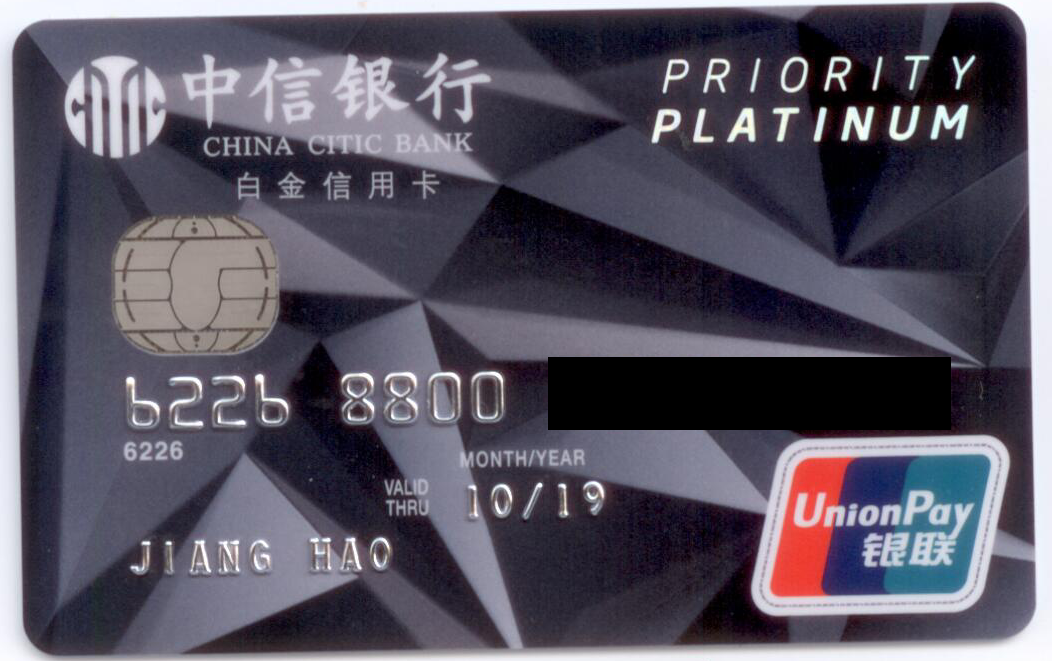 CITIC
中信银行
CHINA CITIC BANK
白金信用卡
PRIORITY
PLATINUM
6226 8800
6226
MONTH/YEAR
VALID THRU 10/19
JIANG HAO
UnionPay
银联